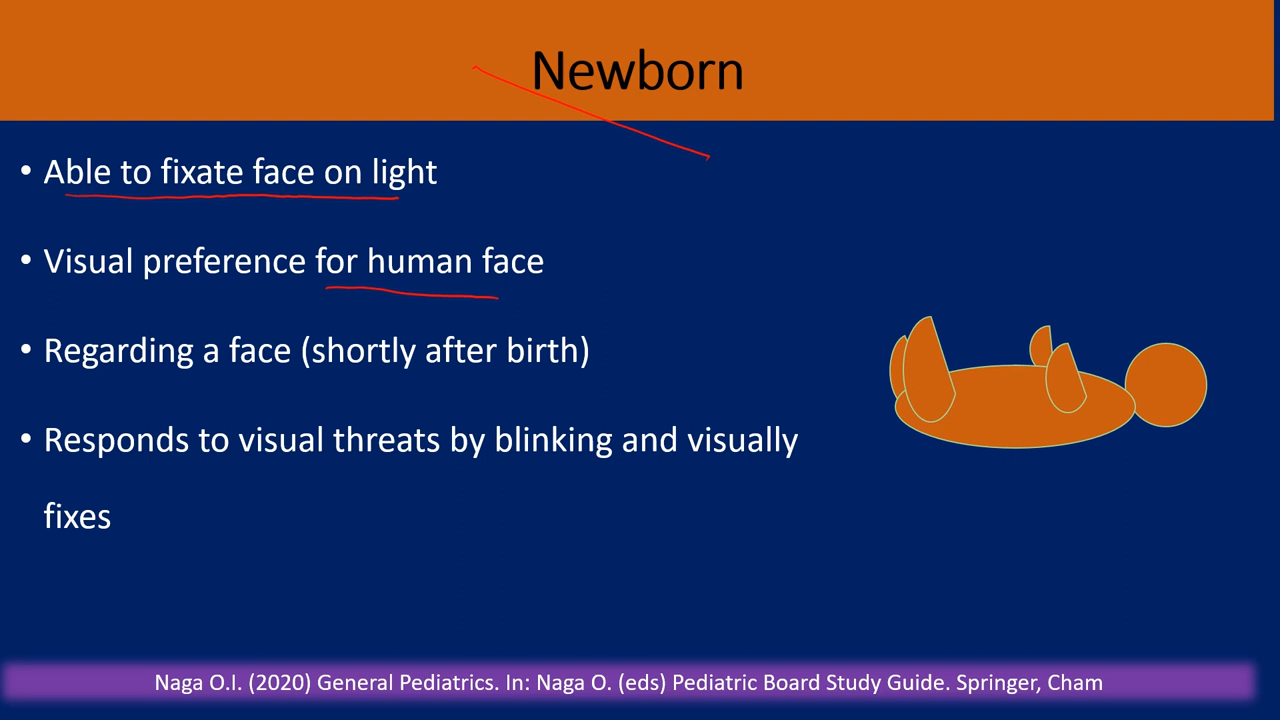 Newborn
• Able to fixate face on light
• Visual preference for human face
• Regarding a face (shortly after birth)
• Responds to visual threats by blinking and visually
fixes
Naga O.I. (2020) General Pediatrics. In: Naga O. (eds) Pediatric Board Study Guide. Springer, Cham